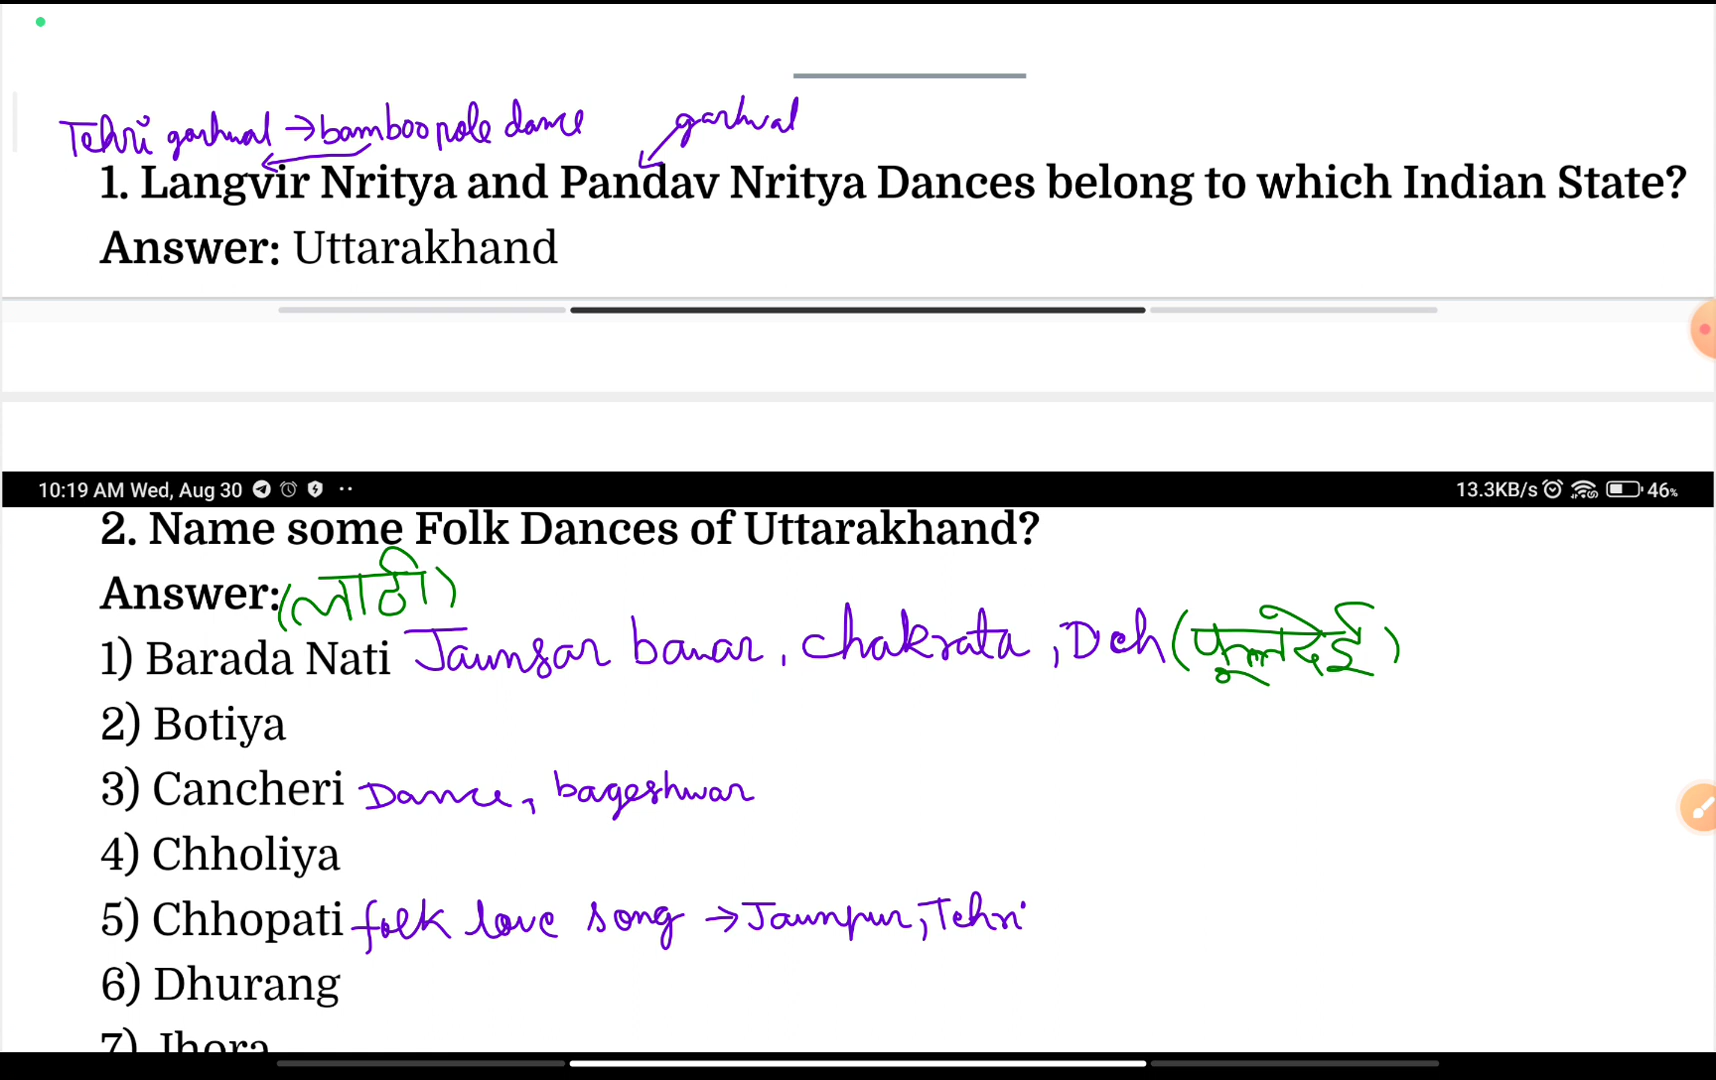 Tehri garhwal → bamboo pole dance garhwal
1. Langvir Nritya and Pandav Nritya Dances belong to which Indian State?
Answer: Uttarakhand
10:19 AM Wed, Aug 30 13.3KB/s 46%
2. Name some Folk Dances of Uttarakhand?
Answer: (लाठी)
1) Barada Nati Jaunsar bawar, chakrata, Deh (फूलदेई)
2) Botiya
3) Cancheri Dance, bageshwar
4) Chholiya
5) Chhopati folk love song → Jaunpur, Tehri
6) Dhurang
7) Jhora